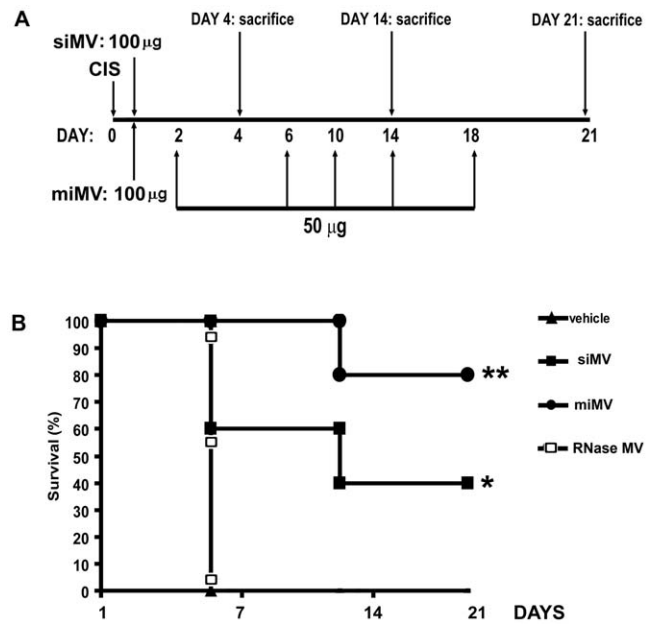 A
DAY 4: sacrifice DAY 14: sacrifice DAY 21: sacrifice
siMV: 100 µg
CIS
DAY: 0 2 4 6 10 14 18 21
miMV: 100 µg
50 µg
B
100
90
80
70
60
50
40
30
20
10
0
Survival (%)
**
*
vehicle
siMV
miMV
RNase MV
1 7 14 21 DAYS